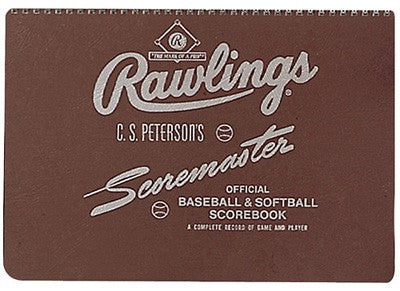 R
"THE MARK OF A PRO"
Rawlings®
C. S. PETERSON'S
Scoremaster
OFFICIAL
BASEBALL & SOFTBALL
SCOREBOOK
A COMPLETE RECORD OF GAME AND PLAYER